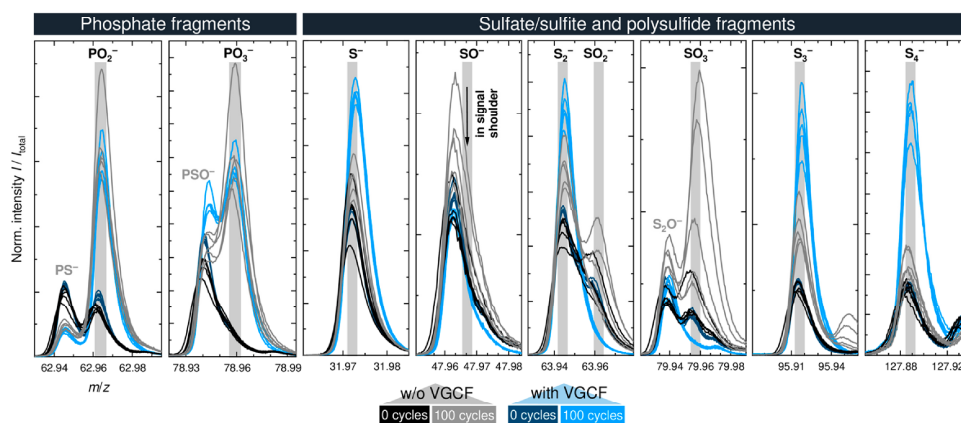 Phosphate fragments
Sulfate/sulfite and polysulfide fragments
PO₂⁻
PO₃⁻
S⁻
SO⁻
S₂⁻
SO₂⁻
SO₃⁻
S₃⁻
S₄⁻
in signal
shoulder
PSO⁻
S₂O⁻
PS⁻
Norm. intensity / I_total
62.94 62.96 62.98
78.93 78.96 78.99
31.97 31.98
47.96 47.97 47.98
63.94 63.96
79.94 79.96 79.98
95.91 95.94
127.88 127.92
m/z
w/o VGCF
with VGCF
0 cycles 100 cycles
0 cycles 100 cycles